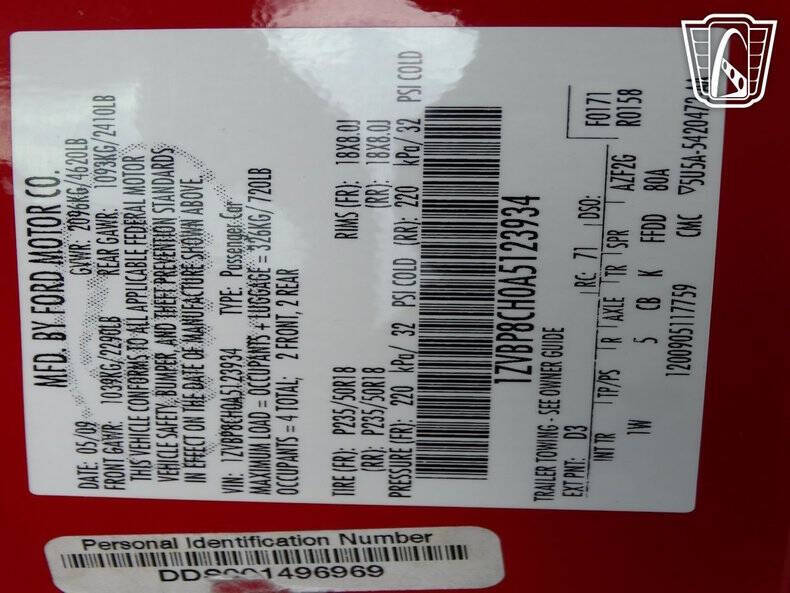 MFD. BY FORD MOTOR CO.
DATE: 05/09 GVWR: 2096KG/4620LB
FRONT GAWR: 1039KG/2290LB REAR GAWR: 1093KG/2410LB
THIS VEHICLE CONFORMS TO ALL APPLICABLE FEDERAL MOTOR
VEHICLE SAFETY, BUMPER, AND THEFT PREVENTION STANDARDS
IN EFFECT ON THE DATE OF MANUFACTURE SHOWN ABOVE.
VIN: 1ZVBP8CH0A5123934 TYPE: Passenger Car
MAXIMUM LOAD = OCCUPANTS + LUGGAGE = 326KG/ 720LB
OCCUPANTS = 4 TOTAL; 2 FRONT, 2 REAR
TIRE (FR): P235/50R18 RIMS (FR): 18X8.0J
(RR): P235/50R18 (RR): 18X8.0J
PRESSURE (FR): 220 kPa/ 32 PSI COLD (RR): 220 kPa/ 32 PSI COLD
1ZVBP8CH0A5123934
TRAILER TOWING - SEE OWNER GUIDE
EXT PNT: D3 RC: 71 DSO: F0171
R0158
INT TR TP/PS R AXLE TR SPR AZF2G
1W 5 CB K FFDD 80A
1200905117759 CMC
Personal Identification Number